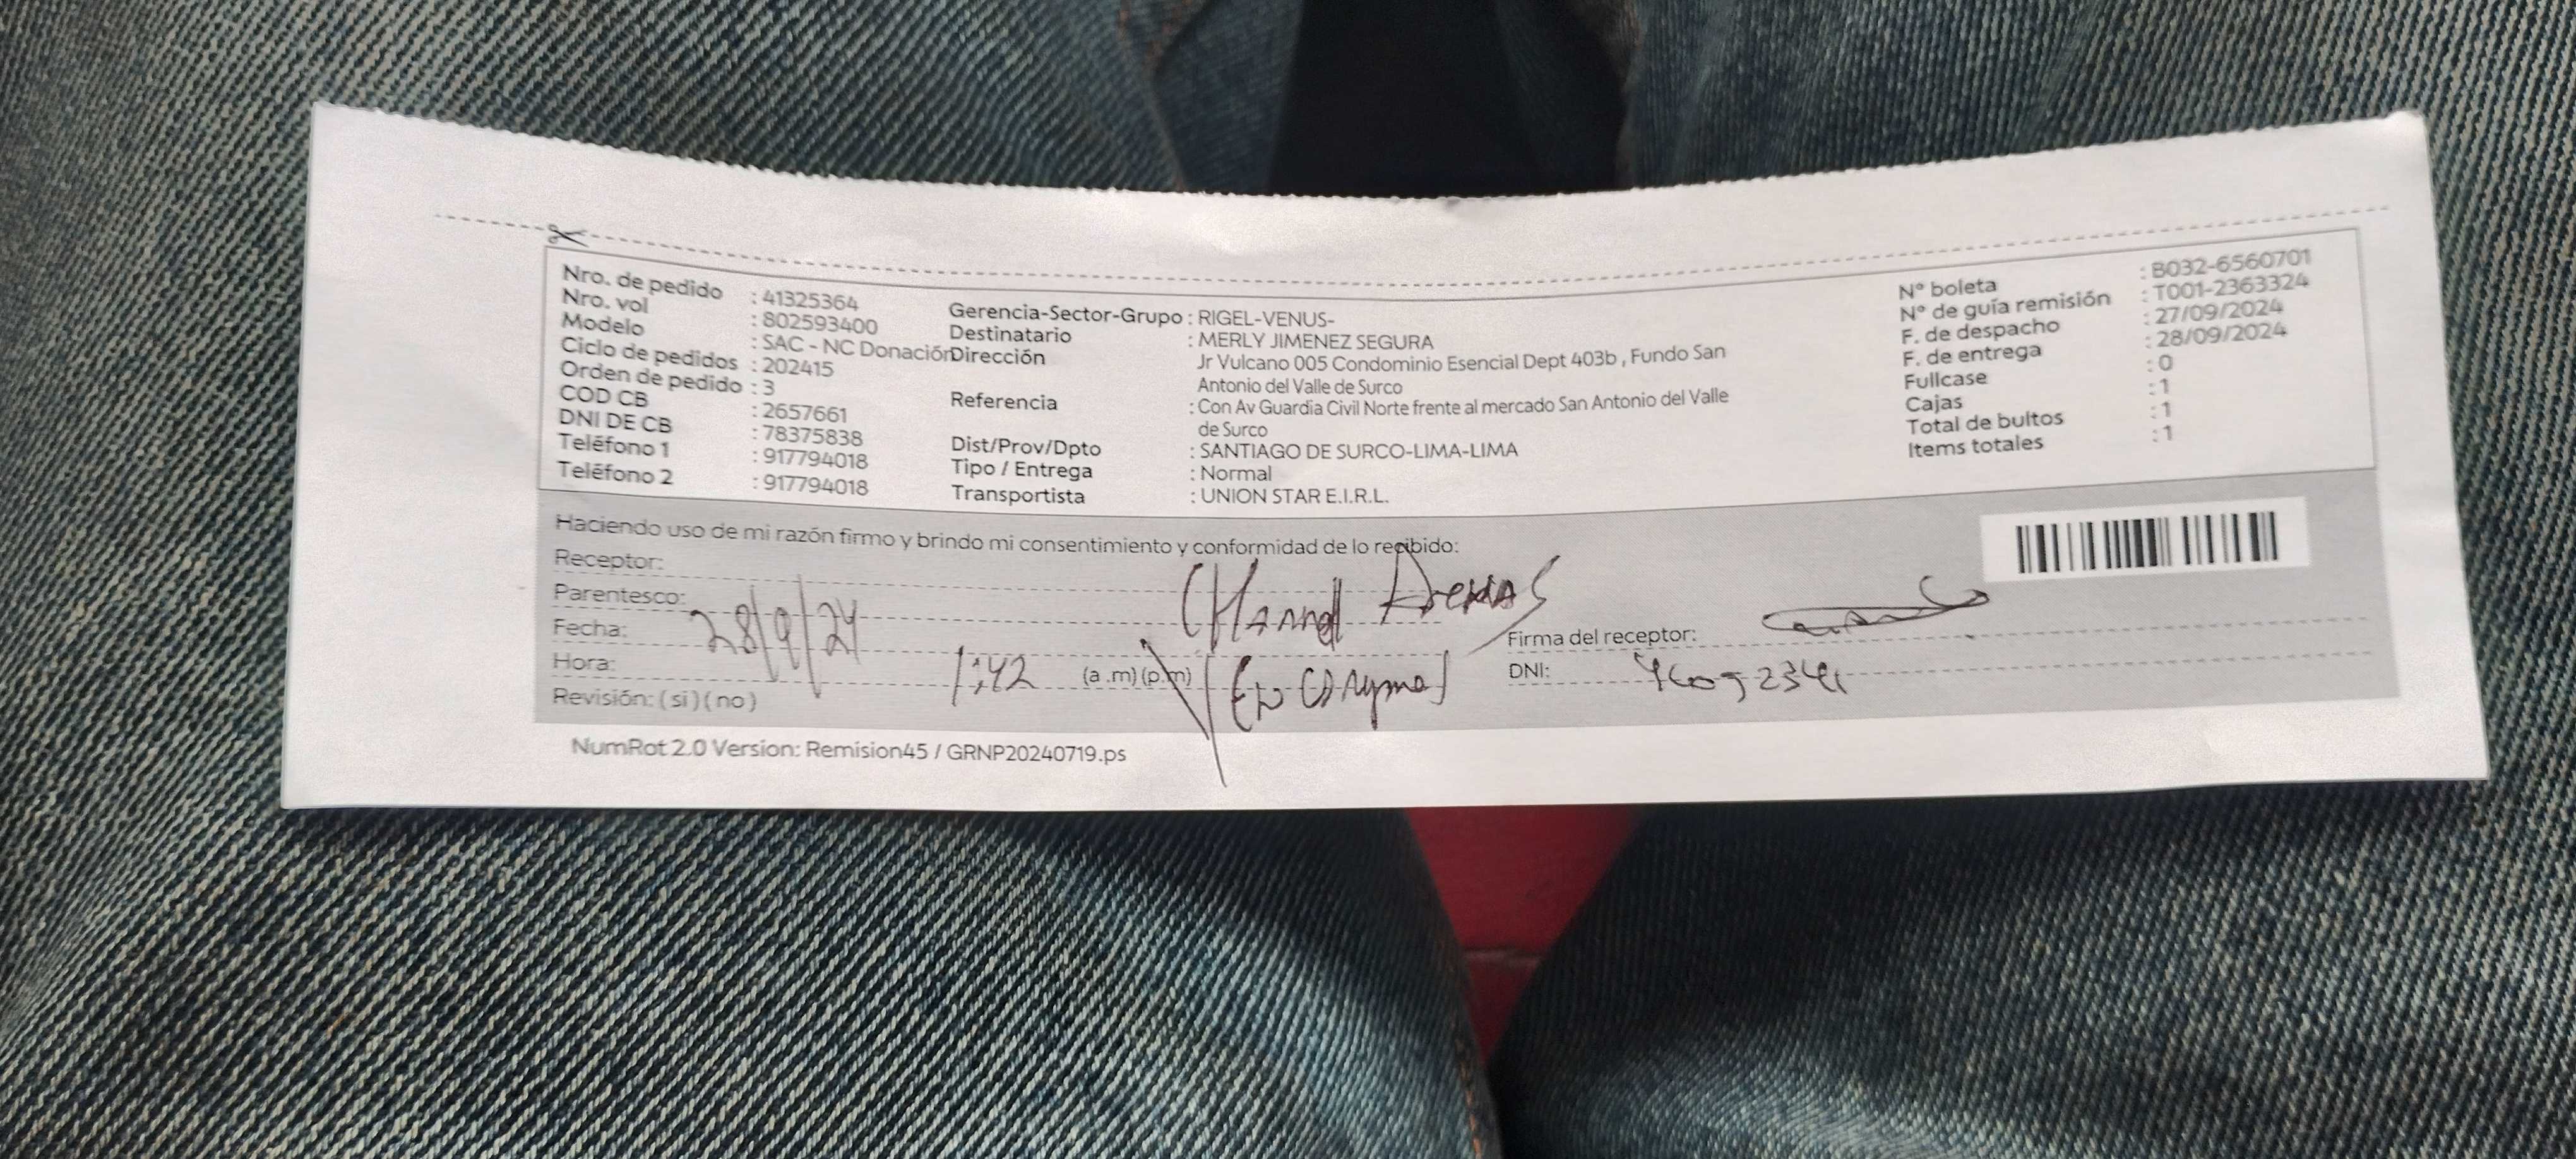 Nro. de pedido : 41325364
Nro. vol : 802593400
Modelo : SAC - NC Donación
Ciclo de pedidos : 202415
Orden de pedido : 3
COD CB : 2657661
DNI DE CB : 78375838
Teléfono 1 : 917794018
Teléfono 2 : 917794018
Gerencia-Sector-Grupo : RIGEL-VENUS-
Destinatario : MERLY JIMENEZ SEGURA
Dirección Jr Vulcano 005 Condominio Esencial Dept 403b , Fundo San
Antonio del Valle de Surco
Referencia : Con Av Guardia Civil Norte frente al mercado San Antonio del Valle
de Surco
Dist/Prov/Dpto : SANTIAGO DE SURCO-LIMA-LIMA
Tipo / Entrega : Normal
Transportista : UNION STAR E.I.R.L.
N° boleta : B032-6560701
N° de guía remisión : T001-2363324
F. de despacho : 27/09/2024
F. de entrega : 28/09/2024
Fullcase : 0
Cajas : 1
Total de bultos : 1
Items totales : 1
Haciendo uso de mi razón firmo y brindo mi consentimiento y conformidad de lo recibido:
Receptor:
Parentesco:
Fecha: 28/9/24
Hora: 1:42 (a.m) (p.m)
Revisión: (si) (no)
Firma del receptor:
DNI:
NumRot 2.0 Version: Remision45 / GRNP20240719.ps